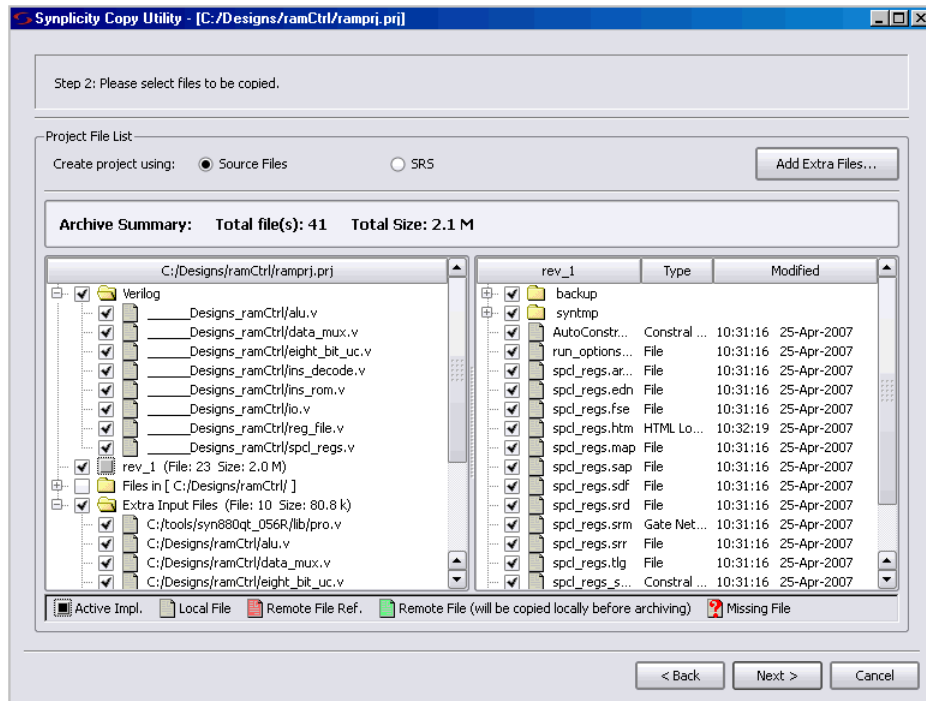 Synplicity Copy Utility - [C:/Designs/ramCtrl/ramprj.prj]
Step 2: Please select files to be copied.
Project File List
Create project using: Source Files SRS Add Extra Files...
Archive Summary: Total file(s): 41 Total Size: 2.1 M
C:/Designs/ramCtrl/ramprj.prj
Verilog
______Designs_ramCtrl/alu.v
______Designs_ramCtrl/data_mux.v
______Designs_ramCtrl/eight_bit_uc.v
______Designs_ramCtrl/ins_decode.v
______Designs_ramCtrl/ins_rom.v
______Designs_ramCtrl/io.v
______Designs_ramCtrl/reg_file.v
______Designs_ramCtrl/spcl_regs.v
rev_1 (File: 23 Size: 2.0 M)
Files in [ C:/Designs/ramCtrl/ ]
Extra Input Files (File: 10 Size: 80.8 k)
C:/tools/syn880qt_056R/lib/pro.v
C:/Designs/ramCtrl/alu.v
C:/Designs/ramCtrl/data_mux.v
C:/Designs/ramCtrl/eight_bit_uc.v
rev_1 Type Modified
backup
syntmp
AutoConstr... Constral ... 10:31:16 25-Apr-2007
run_options... File 10:31:16 25-Apr-2007
spcl_regs.ar... File 10:31:16 25-Apr-2007
spcl_regs.edn File 10:31:16 25-Apr-2007
spcl_regs.fse File 10:31:16 25-Apr-2007
spcl_regs.htm HTML Lo... 10:32:19 25-Apr-2007
spcl_regs.map File 10:31:16 25-Apr-2007
spcl_regs.sap File 10:31:16 25-Apr-2007
spcl_regs.sdf File 10:31:16 25-Apr-2007
spcl_regs.srd File 10:31:16 25-Apr-2007
spcl_regs.srm Gate Net... 10:31:16 25-Apr-2007
spcl_regs.srr File 10:31:16 25-Apr-2007
spcl_regs.tlg File 10:31:16 25-Apr-2007
spcl_regs_s... Constral ... 10:31:16 25-Apr-2007
Active Impl. Local File Remote File Ref. Remote File (will be copied locally before archiving) Missing File
< Back Next > Cancel